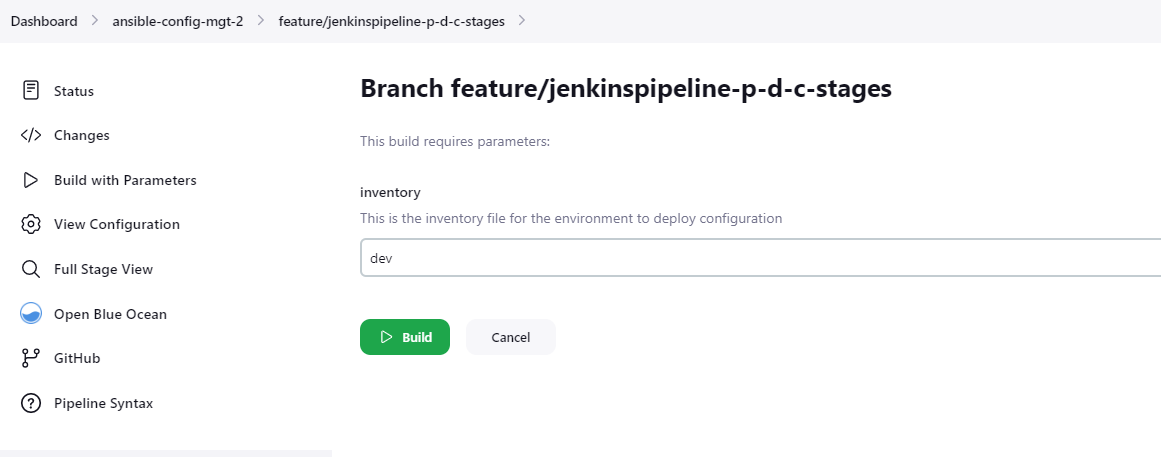 Dashboard > ansible-config-mgt-2 > feature/jenkinspipeline-p-d-c-stages >
Status
Changes
Build with Parameters
View Configuration
Full Stage View
Open Blue Ocean
GitHub
Pipeline Syntax
Branch feature/jenkinspipeline-p-d-c-stages
This build requires parameters:
inventory
This is the inventory file for the environment to deploy configuration
dev
Build Cancel